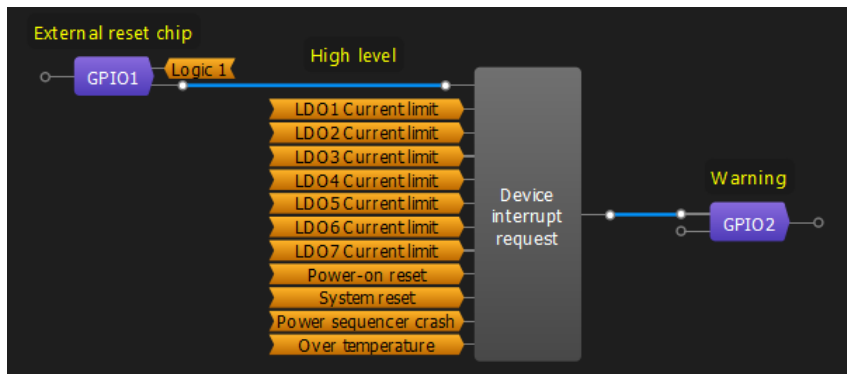 External reset chip
GPIO1
Logic 1
High level
LDO1 Current limit
LDO2 Current limit
LDO3 Current limit
LDO4 Current limit
LDO5 Current limit
LDO6 Current limit
LDO7 Current limit
Power-on reset
System reset
Power sequencer crash
Over temperature
Device
interrupt
request
Warning
GPIO2